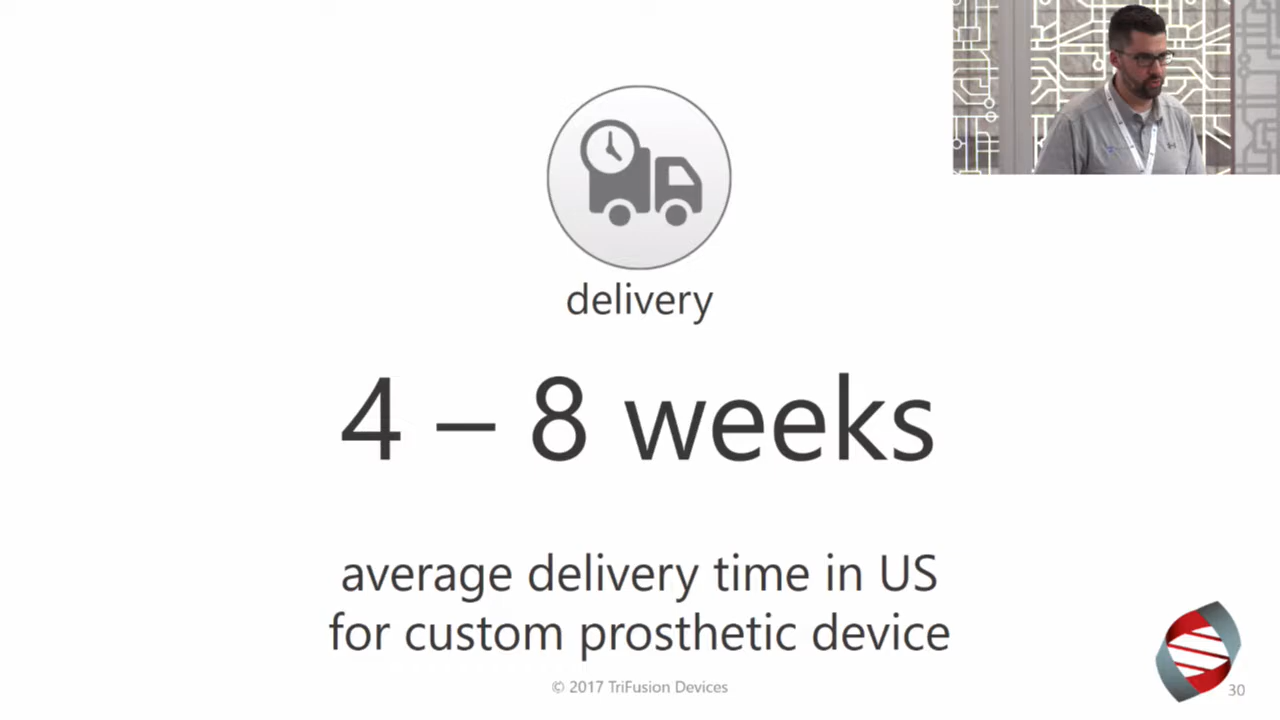 delivery
4 – 8 weeks
average delivery time in US
for custom prosthetic device
© 2017 TriFusion Devices
30